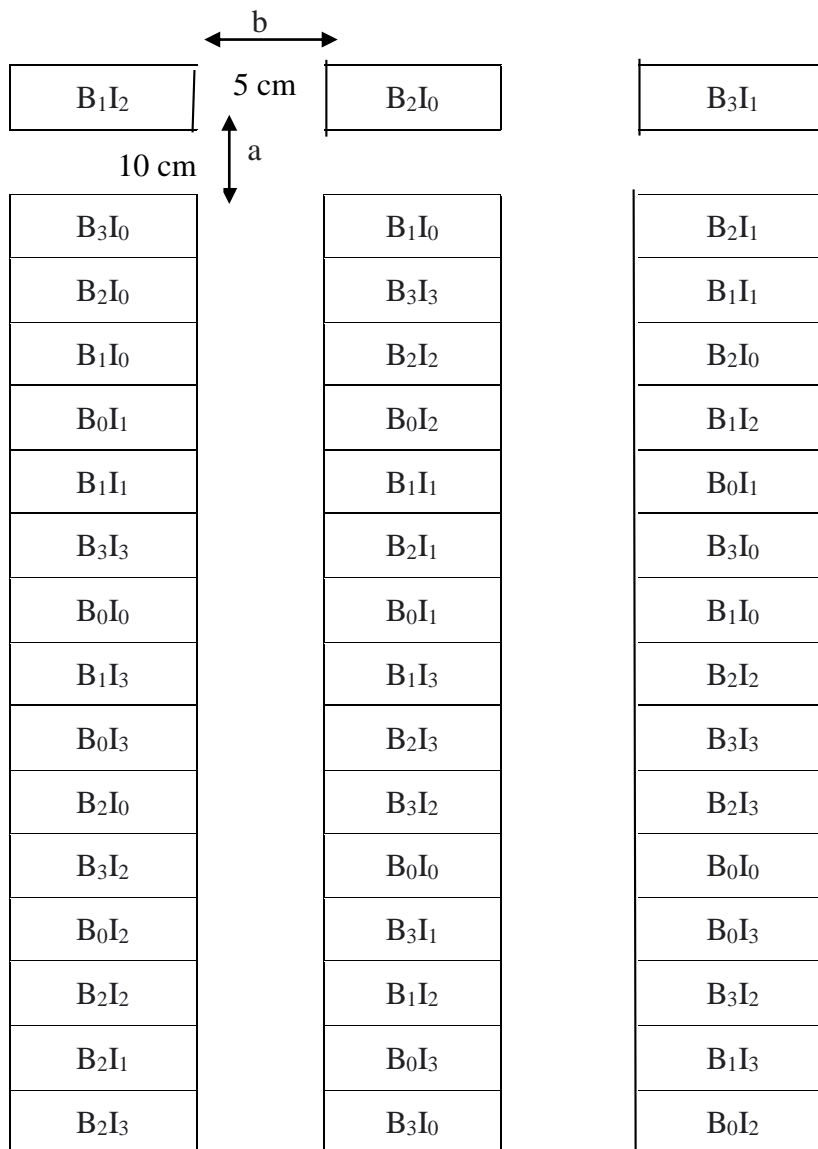 b
B₁I₂ 5 cm B₂I₀ B₃I₁
10 cm a
B₃I₀ B₁I₀ B₂I₁
B₂I₀ B₃I₃ B₁I₁
B₁I₀ B₂I₂ B₂I₀
B₀I₁ B₀I₂ B₁I₂
B₁I₁ B₁I₁ B₀I₁
B₃I₃ B₂I₁ B₃I₀
B₀I₀ B₀I₁ B₁I₀
B₁I₃ B₁I₃ B₂I₂
B₀I₃ B₂I₃ B₃I₃
B₂I₀ B₃I₂ B₂I₃
B₃I₂ B₀I₀ B₀I₀
B₀I₂ B₃I₁ B₀I₃
B₂I₂ B₁I₂ B₃I₂
B₂I₁ B₀I₃ B₁I₃
B₂I₃ B₃I₀ B₀I₂